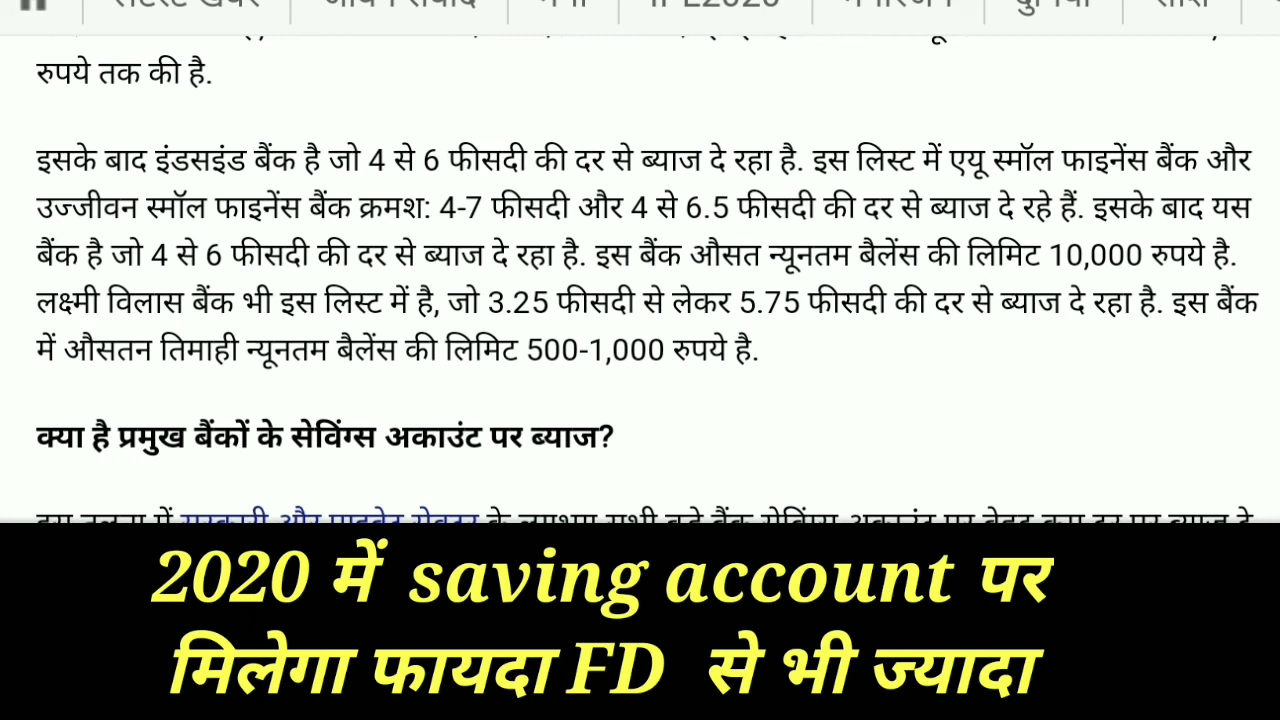 IPL2020
रुपये तक की है.
इसके बाद इंडसइंड बैंक है जो 4 से 6 फीसदी की दर से ब्याज दे रहा है. इस लिस्ट में एयू स्मॉल फाइनेंस बैंक और
उज्जीवन स्मॉल फाइनेंस बैंक क्रमश: 4-7 फीसदी और 4 से 6.5 फीसदी की दर से ब्याज दे रहे हैं. इसके बाद यस
बैंक है जो 4 से 6 फीसदी की दर से ब्याज दे रहा है. इस बैंक औसत न्यूनतम बैलेंस की लिमिट 10,000 रुपये है.
लक्ष्मी विलास बैंक भी इस लिस्ट में है, जो 3.25 फीसदी से लेकर 5.75 फीसदी की दर से ब्याज दे रहा है. इस बैंक
में औसतन तिमाही न्यूनतम बैलेंस की लिमिट 500-1,000 रुपये है.
क्या है प्रमुख बैंकों के सेविंग्स अकाउंट पर ब्याज?
2020 में saving account पर
मिलेगा फायदा FD से भी ज्यादा